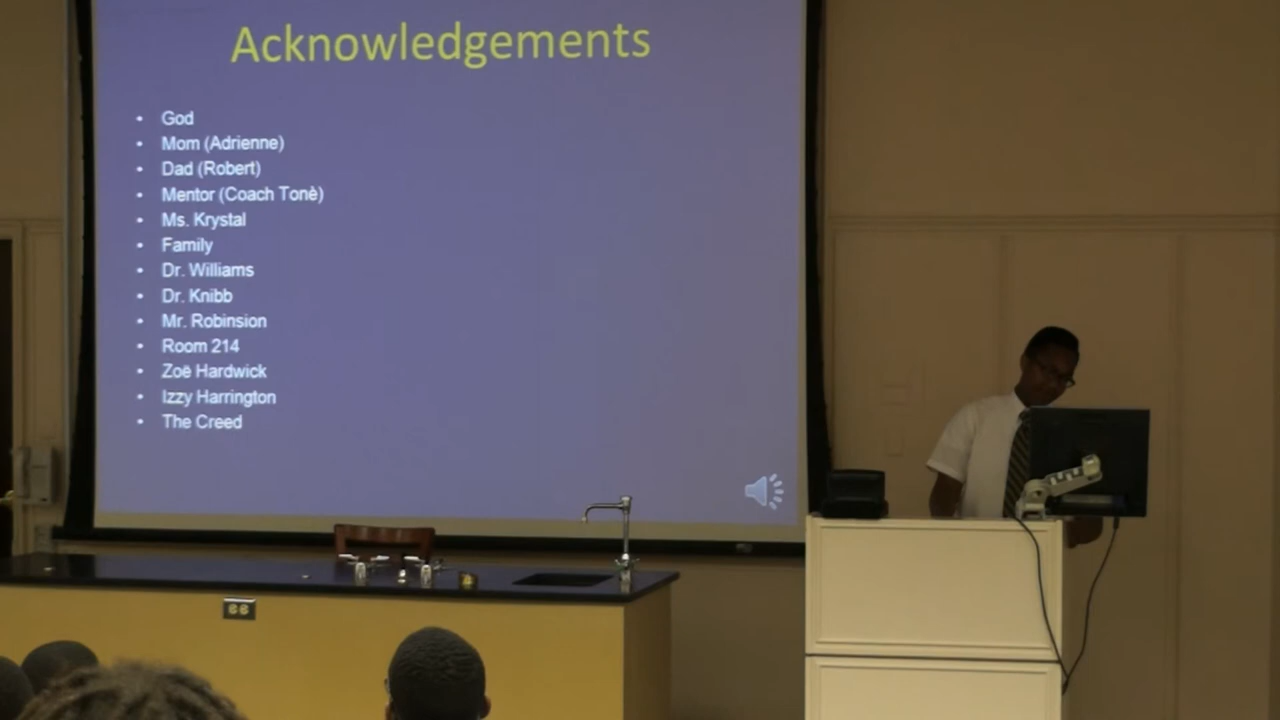 Acknowledgements
• God
• Mom (Adrienne)
• Dad (Robert)
• Mentor (Coach Tonè)
• Ms. Krystal
• Family
• Dr. Williams
• Dr. Knibb
• Mr. Robinsion
• Room 214
• Zoë Hardwick
• Izzy Harrington
• The Creed